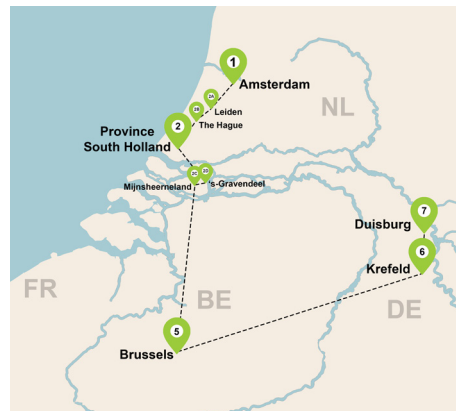 1
Amsterdam
NL
2A
Leiden
2B
The Hague
2
Province
South Holland
2C
2D
Mijnsheerneland
's-Gravendeel
7
Duisburg
6
Krefeld
FR
BE
DE
5
Brussels